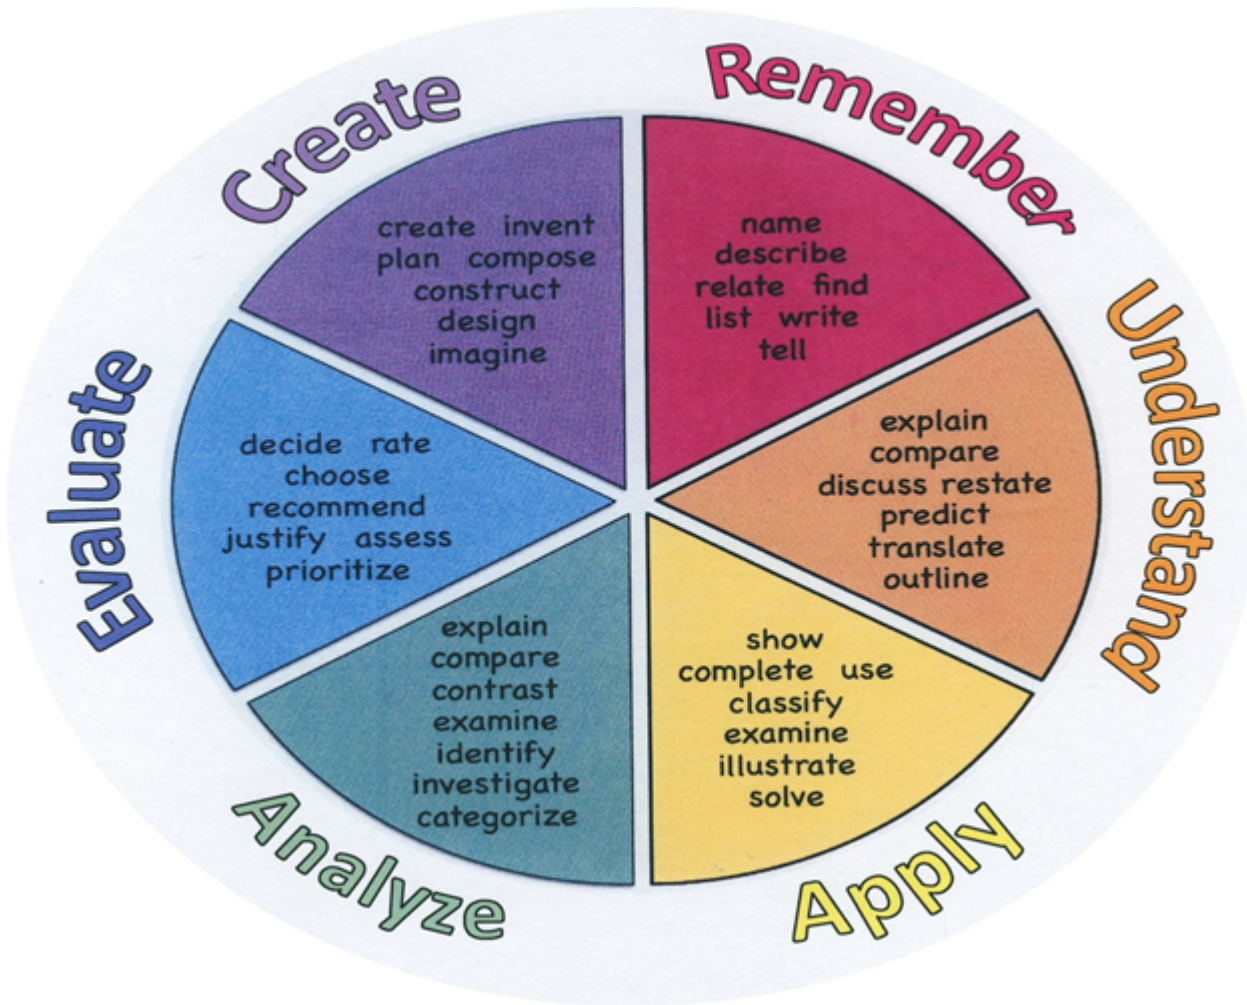 Remember
name
describe
relate find
list write
tell
Understand
explain
compare
discuss restate
predict
translate
outline
Apply
show
complete use
classify
examine
illustrate
solve
Analyze
explain
compare
contrast
examine
identify
investigate
categorize
Evaluate
decide rate
choose
recommend
justify assess
prioritize
Create
create invent
plan compose
construct
design
imagine